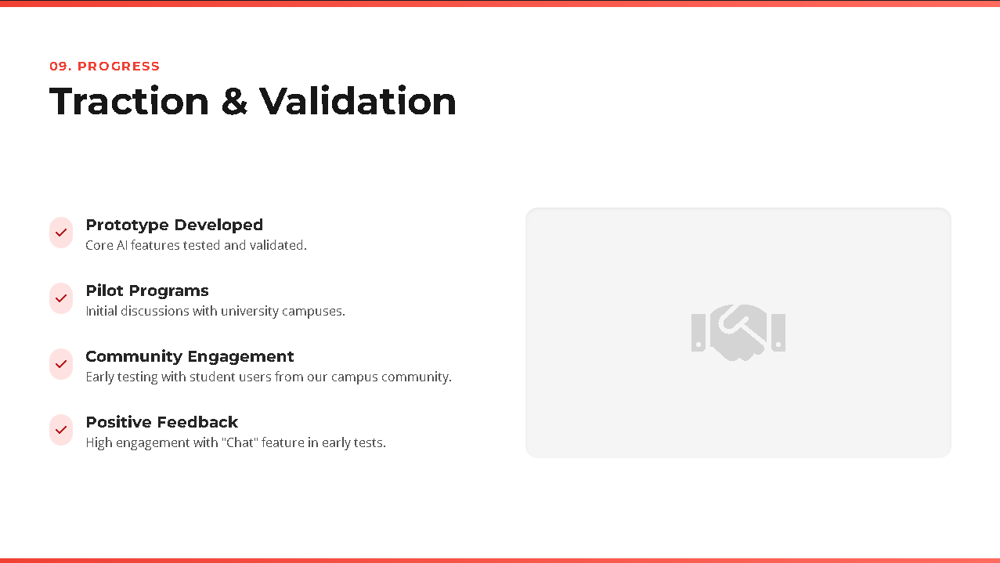 09. PROGRESS
Traction & Validation
Prototype Developed
Core AI features tested and validated.
Pilot Programs
Initial discussions with university campuses.
Community Engagement
Early testing with student users from our campus community.
Positive Feedback
High engagement with "Chat" feature in early tests.